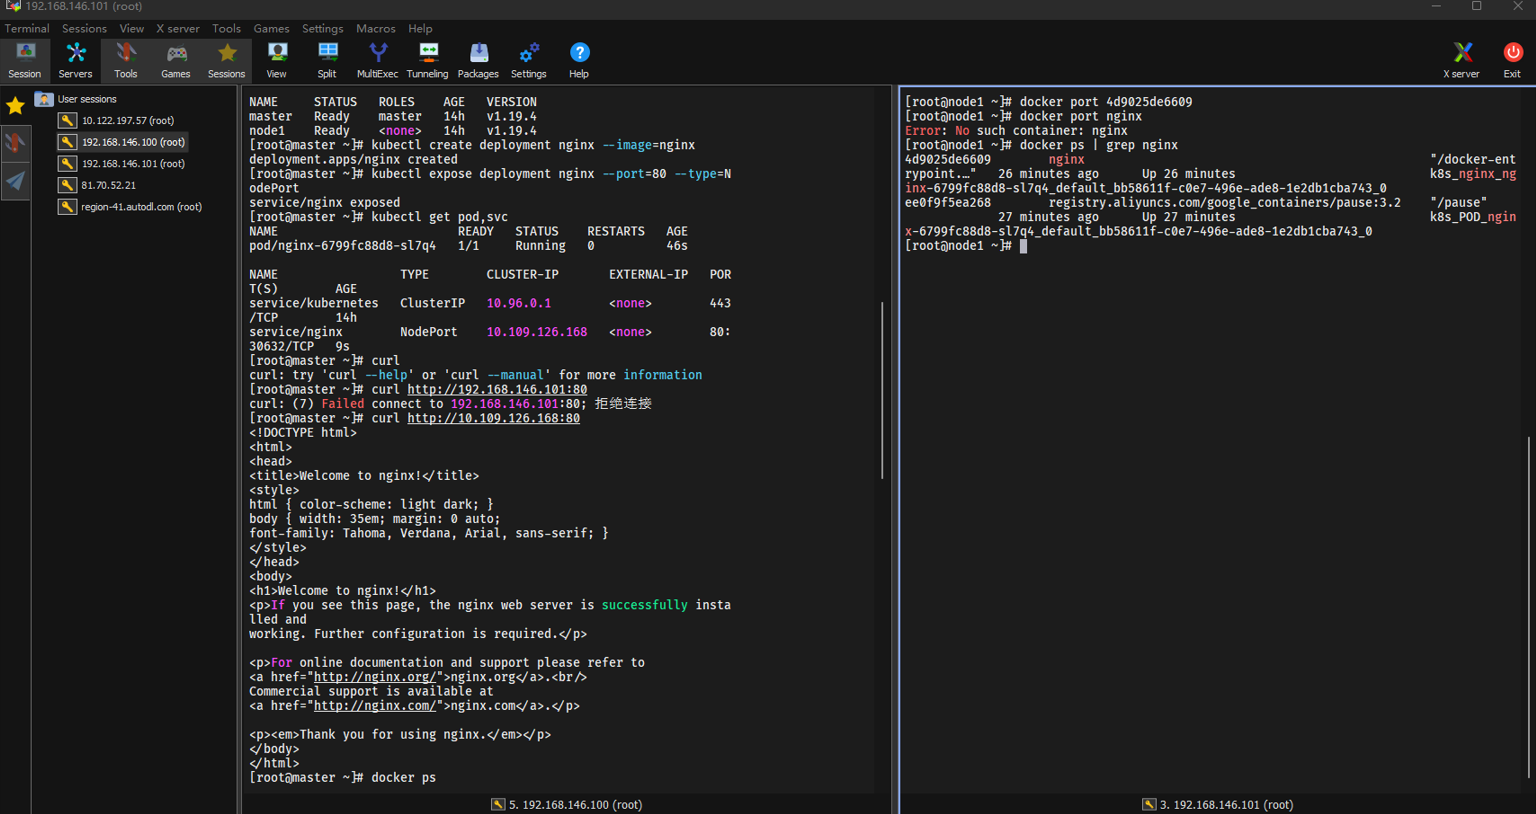 192.168.146.101 (root)
Terminal Sessions View X server Tools Games Settings Macros Help
Session Servers Tools Games Sessions View Split MultiExec Tunneling Packages Settings Help X server Exit
User sessions
10.122.197.57 (root)
192.168.146.100 (root)
192.168.146.101 (root)
81.70.52.21
region-41.autodl.com (root)
NAME STATUS ROLES AGE VERSION
master Ready master 14h v1.19.4
node1 Ready <none> 14h v1.19.4
[root@master ~]# kubectl create deployment nginx --image=nginx
deployment.apps/nginx created
[root@master ~]# kubectl expose deployment nginx --port=80 --type=N
odePort
service/nginx exposed
[root@master ~]# kubectl get pod,svc
NAME READY STATUS RESTARTS AGE
pod/nginx-6799fc88d8-sl7q4 1/1 Running 0 46s
NAME TYPE CLUSTER-IP EXTERNAL-IP POR
T(S) AGE
service/kubernetes ClusterIP 10.96.0.1 <none> 443
/TCP 14h
service/nginx NodePort 10.109.126.168 <none> 80:
30632/TCP 9s
[root@master ~]# curl
curl: try 'curl --help' or 'curl --manual' for more information
[root@master ~]# curl http://192.168.146.101:80
curl: (7) Failed connect to 192.168.146.101:80; 拒绝连接
[root@master ~]# curl http://10.109.126.168:80
<!DOCTYPE html>
<html>
<head>
<title>Welcome to nginx!</title>
<style>
html { color-scheme: light dark; }
body { width: 35em; margin: 0 auto;
font-family: Tahoma, Verdana, Arial, sans-serif; }
</style>
</head>
<body>
<h1>Welcome to nginx!</h1>
<p>If you see this page, the nginx web server is successfully insta
lled and
working. Further configuration is required.</p>
<p>For online documentation and support please refer to
<a href="http://nginx.org/">nginx.org</a>.<br/>
Commercial support is available at
<a href="http://nginx.com/">nginx.com</a>.</p>
<p><em>Thank you for using nginx.</em></p>
</body>
</html>
[root@master ~]# docker ps
5. 192.168.146.100 (root)
[root@node1 ~]# docker port 4d9025de6609
[root@node1 ~]# docker port nginx
Error: No such container: nginx
[root@node1 ~]# docker ps | grep nginx
4d9025de6609 nginx "/docker-ent
rypoint.…" 26 minutes ago Up 26 minutes k8s_nginx_ng
inx-6799fc88d8-sl7q4_default_bb58611f-c0e7-496e-ade8-1e2db1cba743_0
ee0f9f5ea268 registry.aliyuncs.com/google_containers/pause:3.2 "/pause"
27 minutes ago Up 27 minutes k8s_POD_ngin
x-6799fc88d8-sl7q4_default_bb58611f-c0e7-496e-ade8-1e2db1cba743_0
[root@node1 ~]#
3. 192.168.146.101 (root)